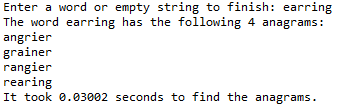 Enter a word or empty string to finish: earring
The word earring has the following 4 anagrams:
angrier
grainer
rangier
rearing
It took 0.03002 seconds to find the anagrams.